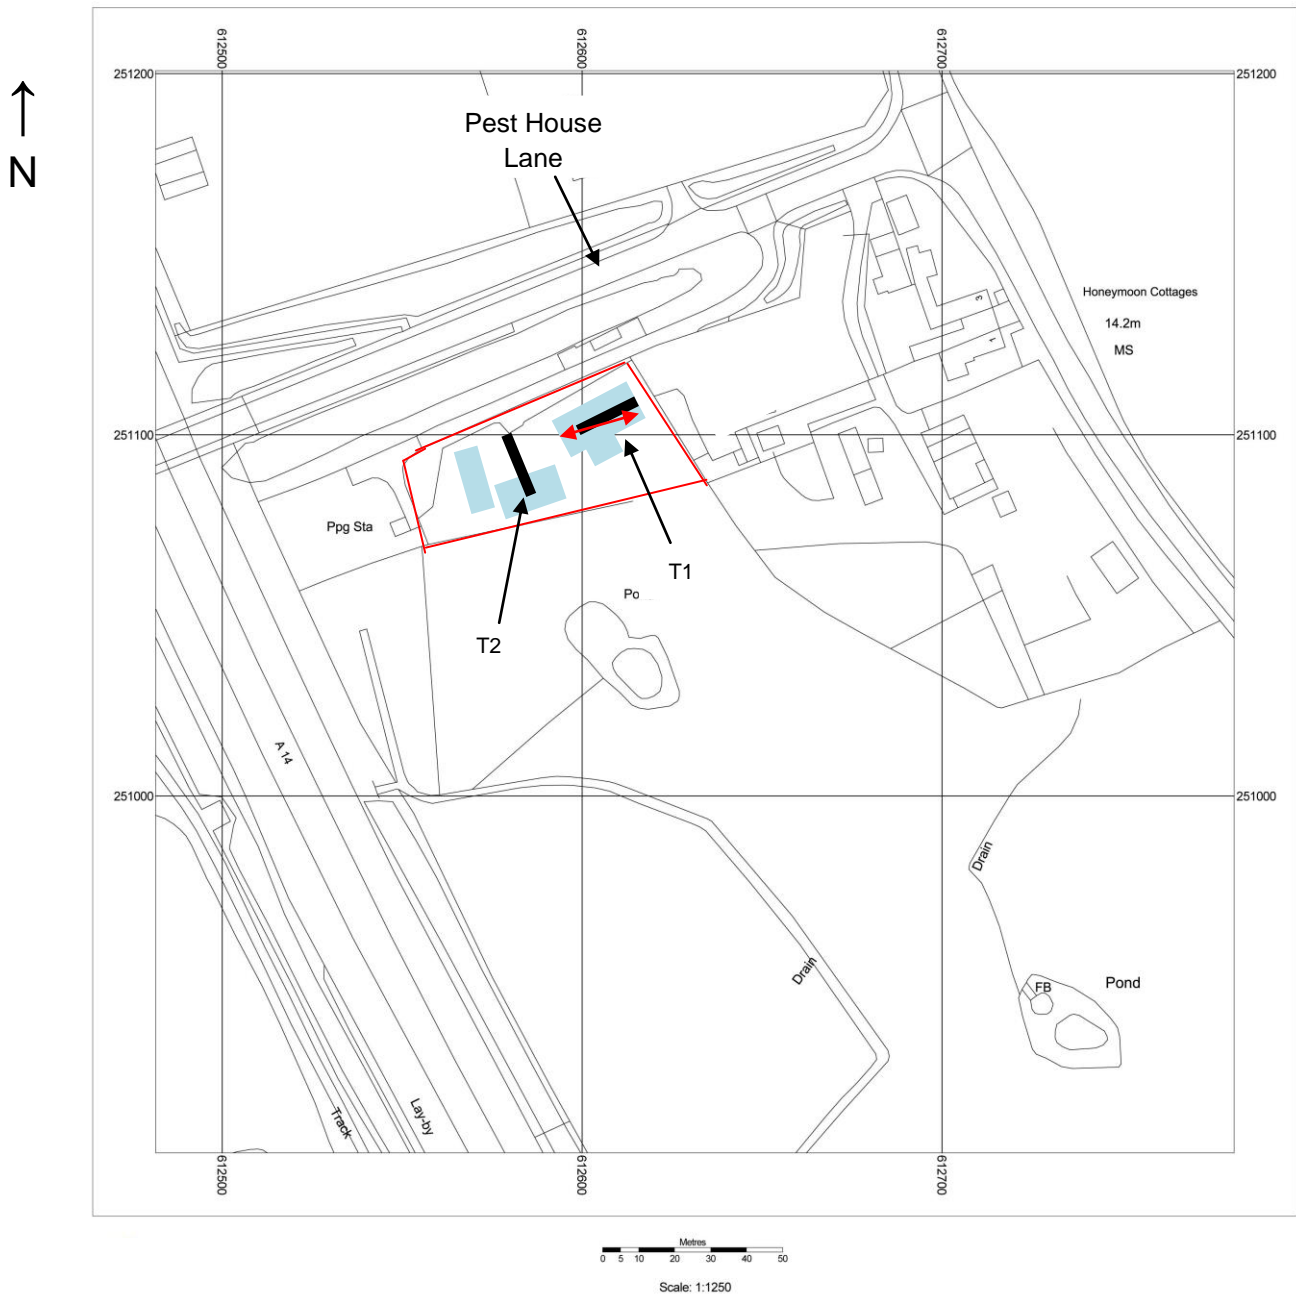 612500
612600
612700
251200
251200
N
Pest House
Lane
Honeymoon Cottages
14.2m
MS
3
1
251100
251100
Ppg Sta
T1
Po
T2
A 14
251000
251000
Drain
Drain
FB
Pond
Track
Lay-by
612500
612600
612700
Metres
0 5 10 20 30 40 50
Scale: 1:1250